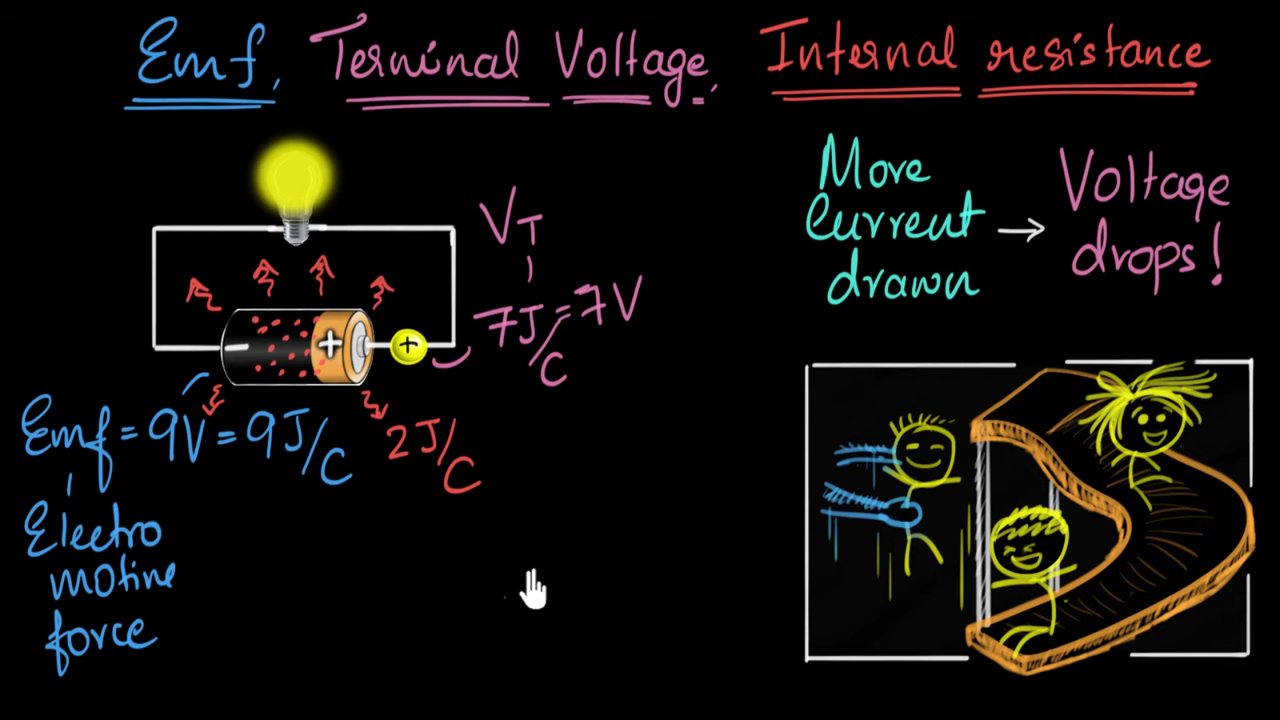 Emf, Terminal Voltage, Internal resistance
More
Current
drawn
→
Voltage
drops!
VT
7J/C = 7V
+
+
Emf = 9V = 9J/C
2J/C
Electro
motive
force